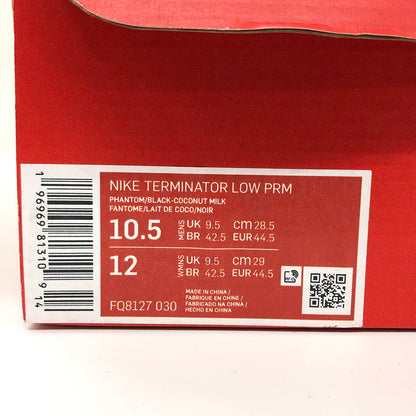 NIKE TERMINATOR LOW PRM
PHANTOM/BLACK-COCONUT MILK
FANTOME/LAIT DE COCO/NOIR
10.5 MENS UK 9.5 cm 28.5
BR 42.5 EUR 44.5
12 WMNS UK 9.5 cm 29
BR 42.5 EUR 44.5
FQ8127 030
MADE IN CHINA /
FABRIQUE EN CHINE /
FABRICADO NA CHINA /
HECHO EN CHINA
1 96969 81310 9 14